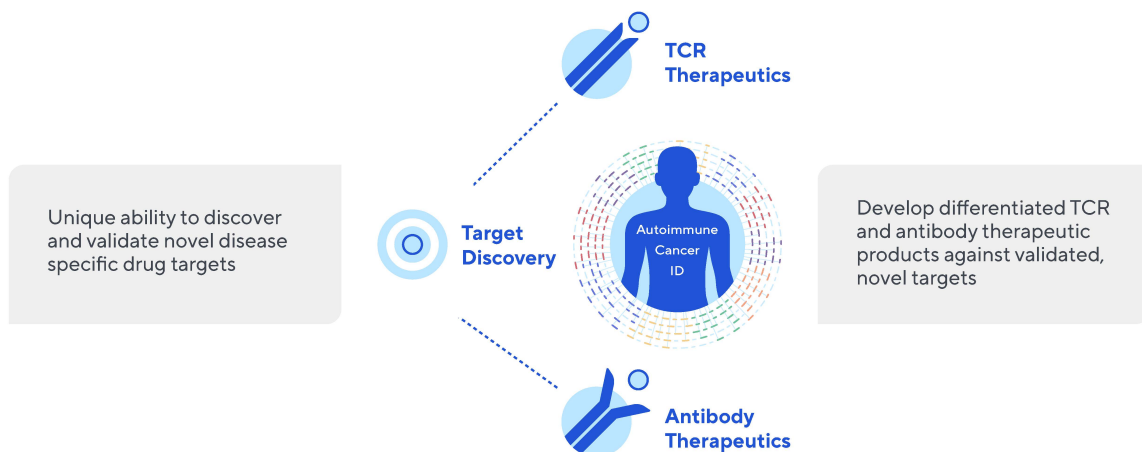 TCR
Therapeutics
Unique ability to discover
and validate novel disease
specific drug targets
Target
Discovery
Autoimmune
Cancer
ID
Develop differentiated TCR
and antibody therapeutic
products against validated,
novel targets
Antibody
Therapeutics